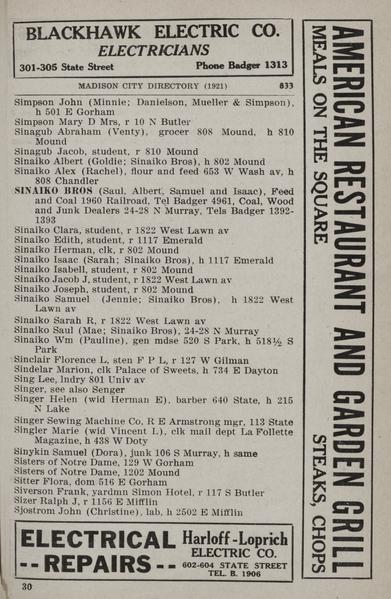 BLACKHAWK ELECTRIC CO.
ELECTRICIANS
301-305 State Street Phone Badger 1313
MADISON CITY DIRECTORY (1921) 833
Simpson John (Minnie; Danielson, Mueller & Simpson),
h 501 E Gorham
Simpson Mary D Mrs, r 10 N Butler
Sinagub Abraham (Venty), grocer 808 Mound, h 810
Mound
Sinagub Jacob, student, r 810 Mound
Sinaiko Albert (Goldie; Sinaiko Bros), h 802 Mound
Sinaiko Alex (Rachel), flour and feed 653 W Wash av, h
808 Chandler
SINAIKO BROS (Saul, Albert, Samuel and Isaac), Feed
and Coal 1960 Railroad, Tel Badger 4961, Coal, Wood
and Junk Dealers 24-28 N Murray, Tels Badger 1392-
1393
Sinaiko Clara, student, r 1822 West Lawn av
Sinaiko Edith, student, r 1117 Emerald
Sinaiko Herman, clk, r 802 Mound
Sinaiko Isaac (Sarah; Sinaiko Bros), h 1117 Emerald
Sinaiko Isabell, student, r 802 Mound
Sinaiko Jacob J, student, r 1822 West Lawn av
Sinaiko Joseph, student, r 802 Mound
Sinaiko Samuel (Jennie; Sinaiko Bros), h 1822 West
Lawn av
Sinaiko Sarah R, r 1822 West Lawn av
Sinaiko Saul (Mae; Sinaiko Bros), 24-28 N Murray
Sinaiko Wm (Pauline), gen mdse 520 S Park, h 518½ S
Park
Sinclair Florence L, sten F P L, r 127 W Gilman
Sindelar Marion, clk Palace of Sweets, h 734 E Dayton
Sing Lee, lndry 801 Univ av
Singer, see also Senger
Singer Helen (wid Herman E), barber 640 State, h 215
N Lake
Singer Sewing Machine Co, R E Armstrong mgr, 113 State
Singler Marie (wid Vincent L), clk mail dept La Follette
Magazine, h 438 W Doty
Sinykin Samuel (Dora), junk 106 S Murray, h same
Sisters of Notre Dame, 129 W Gorham
Sisters of Notre Dame, 1202 Mound
Sitter Flora, dom 516 E Gorham
Siverson Frank, yardmn Simon Hotel, r 117 S Butler
Sizer Ralph J, r 1156 E Mifflin
Sjostrom John (Christine), lab, h 2502 E Mifflin
ELECTRICAL
--REPAIRS--
Harloff-Loprich
ELECTRIC CO.
602-604 STATE STREET
TEL. B. 1906
30
AMERICAN RESTAURANT AND GARDEN GRILL
MEALS ON THE SQUARE STEAKS, CHOPS